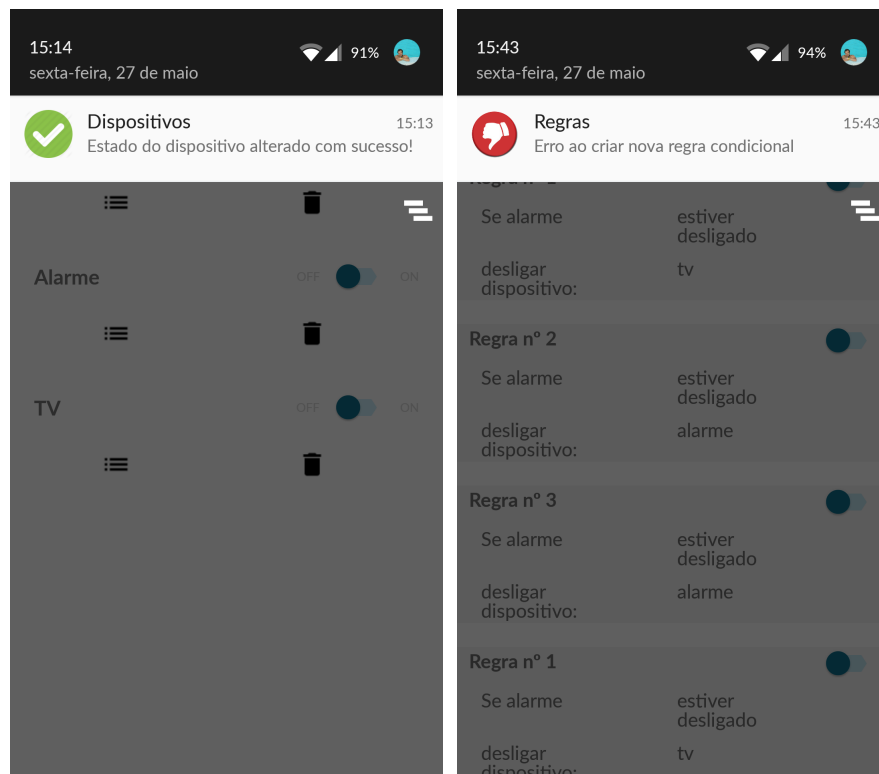 15:14
91%
sexta-feira, 27 de maio
Dispositivos
15:13
Estado do dispositivo alterado com sucesso!
Alarme
OFF
ON
TV
OFF
ON
15:43
94%
sexta-feira, 27 de maio
Regras
15:43
Erro ao criar nova regra condicional
Se alarme
estiver
desligado
desligar
dispositivo:
tv
Regra nº 2
Se alarme
estiver
desligado
desligar
dispositivo:
alarme
Regra nº 3
Se alarme
estiver
desligado
desligar
dispositivo:
alarme
Regra nº 1
Se alarme
estiver
desligado
desligar
dispositivo:
tv